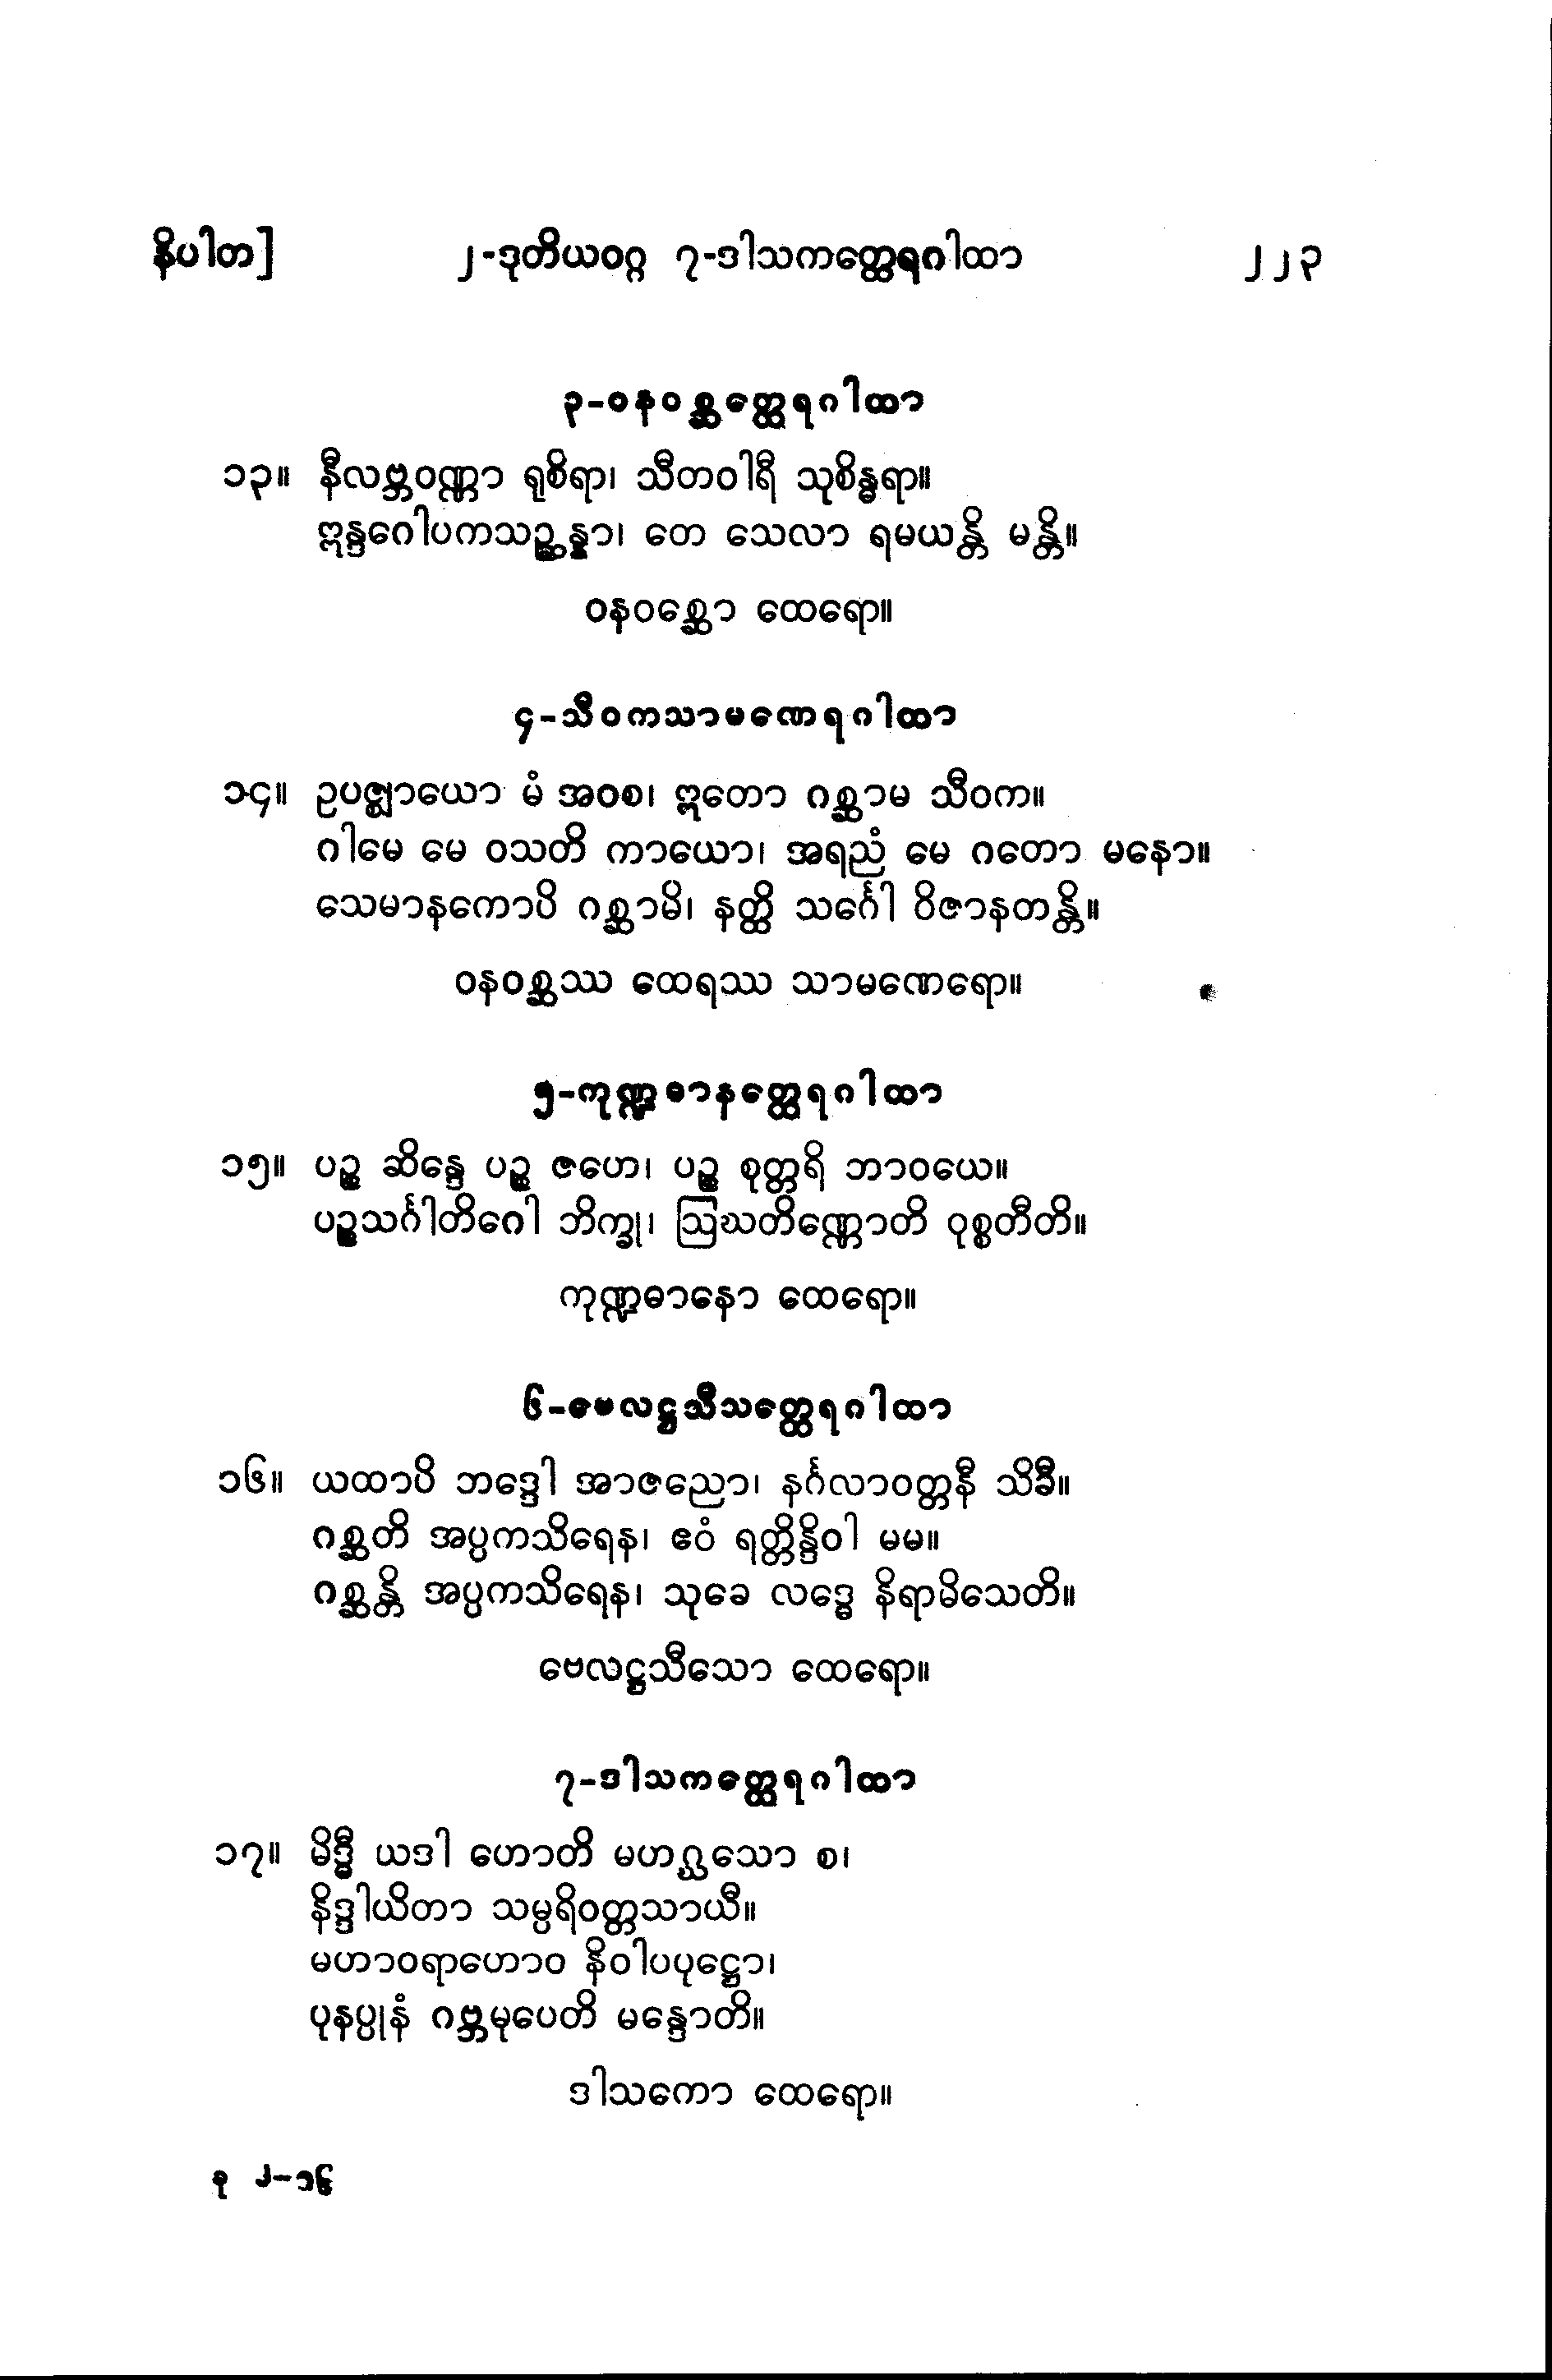 နိပါတ]	၂-ဒုတိယဝဂ္ဂ ၇-ဒါသကတ္ထေရဂါထာ	၂၂၃
၃-ဝနဝစ္ဆတ္ထေရဂါထာ
၁၃။ နီလဗ္ဘဝဏ္ဏာ ရုစိရာ၊ သီတဝါရီ သုစိန္ဓရာ။
ဣန္ဒဂေါပကသဉ္ဆန္နာ၊ တေ သေလာ ရမယန္တိ မန္တိ။
ဝနဝစ္ဆော ထေရော။
၄-သီဝကသာမဏေရဂါထာ
၁၄။ ဥပဇ္ဈာယော မံ အဝစ၊ ဣတော ဂစ္ဆာမ သီဝက။
ဂါမေ မေ ဝသတိ ကာယော၊ အရညံ မေ ဂတော မနော။
သေမာနကောပိ ဂစ္ဆာမိ၊ နတ္ထိ သင်္ဂေါ ဝိဇာနတန္တိ။
ဝနဝစ္ဆဿ ထေရဿ သာမဏေရော။
၅-ကုဏ္ဍဓာနတ္ထေရဂါထာ
၁၅။ ပဉ္စ ဆိန္ဒေ ပဉ္စ ဇဟေ၊ ပဉ္စ စုတ္တရိ ဘာဝယေ။
ပဉ္စသင်္ဂါတိဂေါ ဘိက္ခု၊ ဩဃတိဏ္ဏောတိ ဝုစ္စတီတိ။
ကုဏ္ဍဓာနော ထေရော။
၆-ဗေလဋ္ဌသီသတ္ထေရဂါထာ
၁၆။ ယထာပိ ဘဒ္ဒေါ အာဇညော၊ နင်္ဂလာဝတ္တနီ သိခီ။
ဂစ္ဆတိ အပ္ပကသိရေန၊ ဧဝံ ရတ္တိန္ဒိဝါ မမ။
ဂစ္ဆန္တိ အပ္ပကသိရေန၊ သုခေ လဒ္ဓေ နိရာမိသေတိ။
ဗေလဋ္ဌသီသော ထေရော။
၇-ဒါသကတ္ထေရဂါထာ
၁၇။ မိဒ္ဓီ ယဒါ ဟောတိ မဟဂ္ဃသော စ၊
နိဒ္ဒါယိတာ သမ္ပရိဝတ္တသာယီ။
မဟာဝရာဟောဝ နိဝါပပုဋ္ဌော၊
ပုနပ္ပုနံ ဂဗ္ဘမုပေတိ မန္ဒောတိ။
ဒါသကော ထေရော။
နု ၂-၁၆